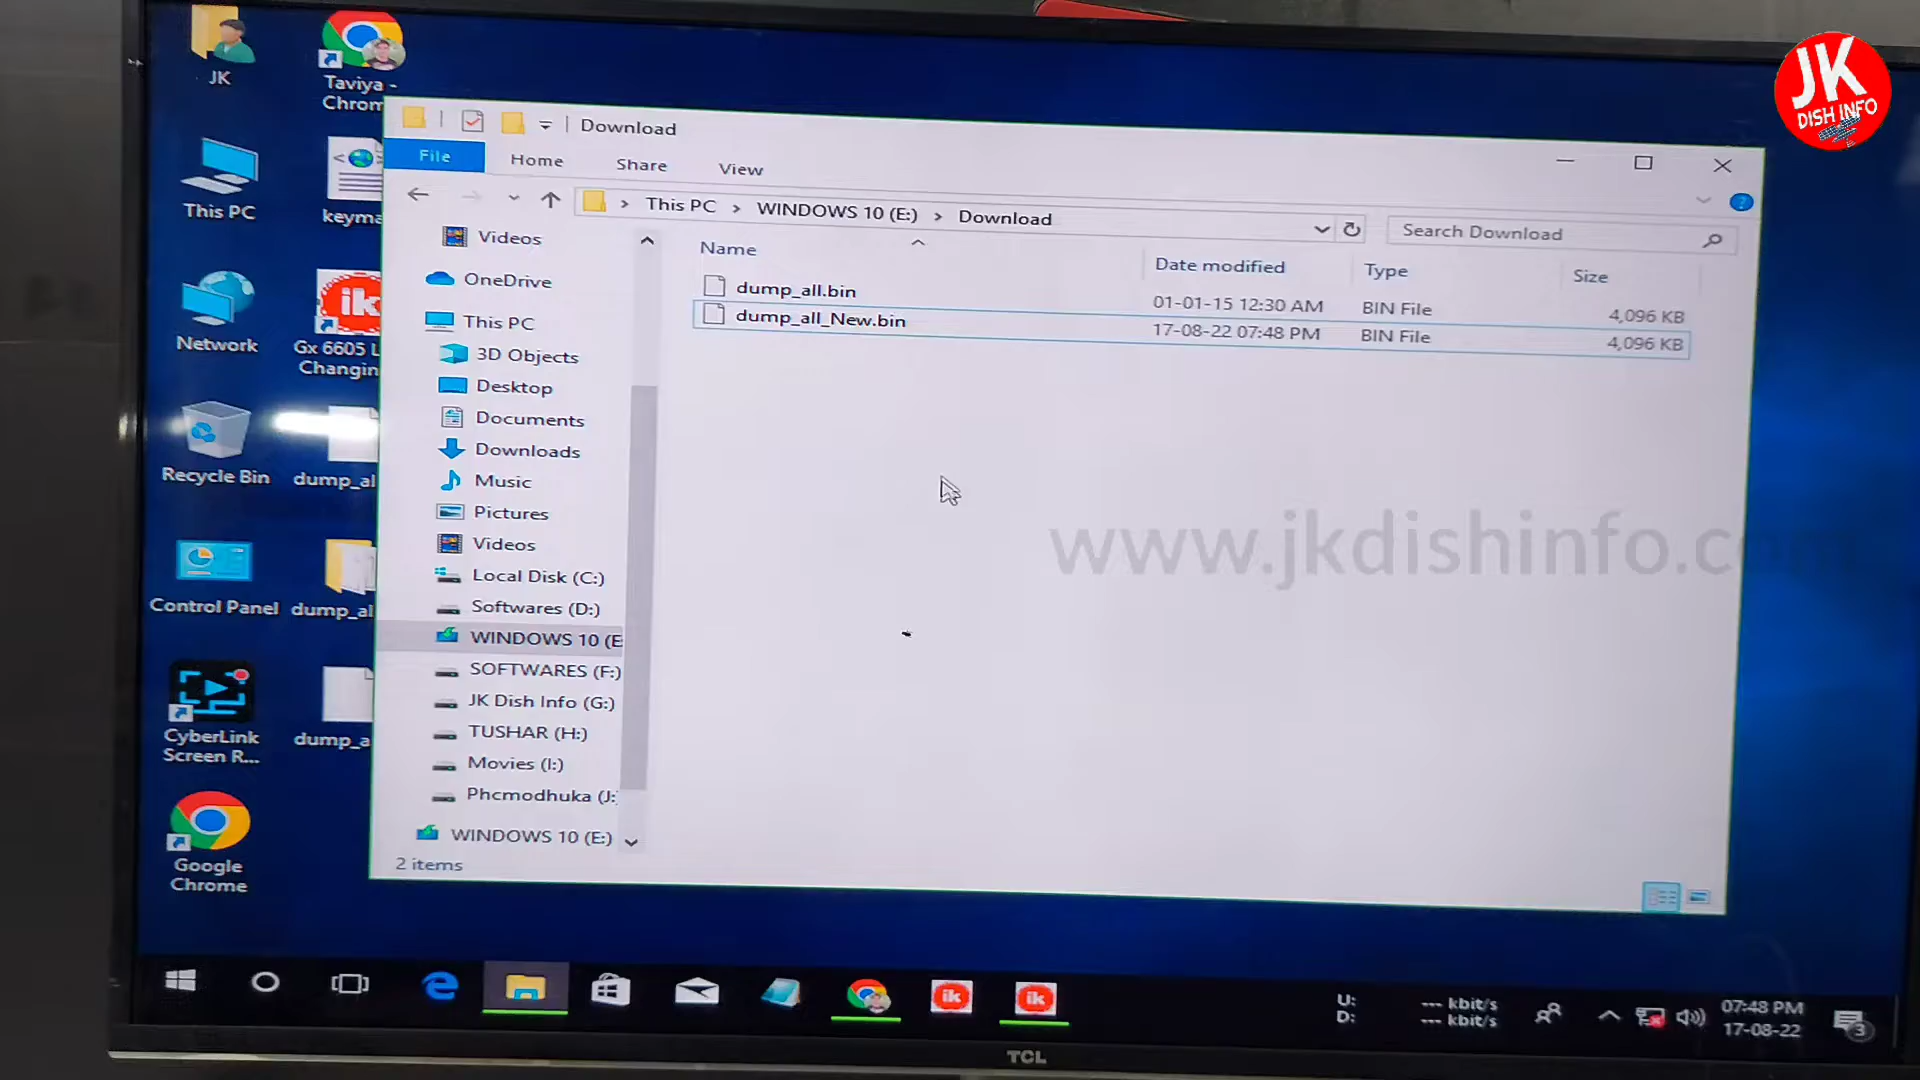 JK
DISH INFO
JK
Taviya -
Chrom
This PC
keyma
Network
Gx 6605 L
Changin
Recycle Bin
dump_al
Control Panel
dump_al
CyberLink
Screen R...
dump_a
Google
Chrome
Download
File
Home
Share
View
This PC
WINDOWS 10 (E:)
Download
Search Download
Name
Date modified
Type
Size
dump_all.bin
01-01-15 12:30 AM
BIN File
4,096 KB
dump_all_New.bin
17-08-22 07:48 PM
BIN File
4,096 KB
Videos
OneDrive
This PC
3D Objects
Desktop
Documents
Downloads
Music
Pictures
Videos
Local Disk (C:)
Softwares (D:)
WINDOWS 10 (E
SOFTWARES (F:)
JK Dish Info (G:)
TUSHAR (H:)
Movies (I:)
Phcmodhuka (J:
WINDOWS 10 (E:)
2 items
www.jkdishinfo.com
U:
--- kbit/s
D:
--- kbit/s
07:48 PM
17-08-22
3
TCL